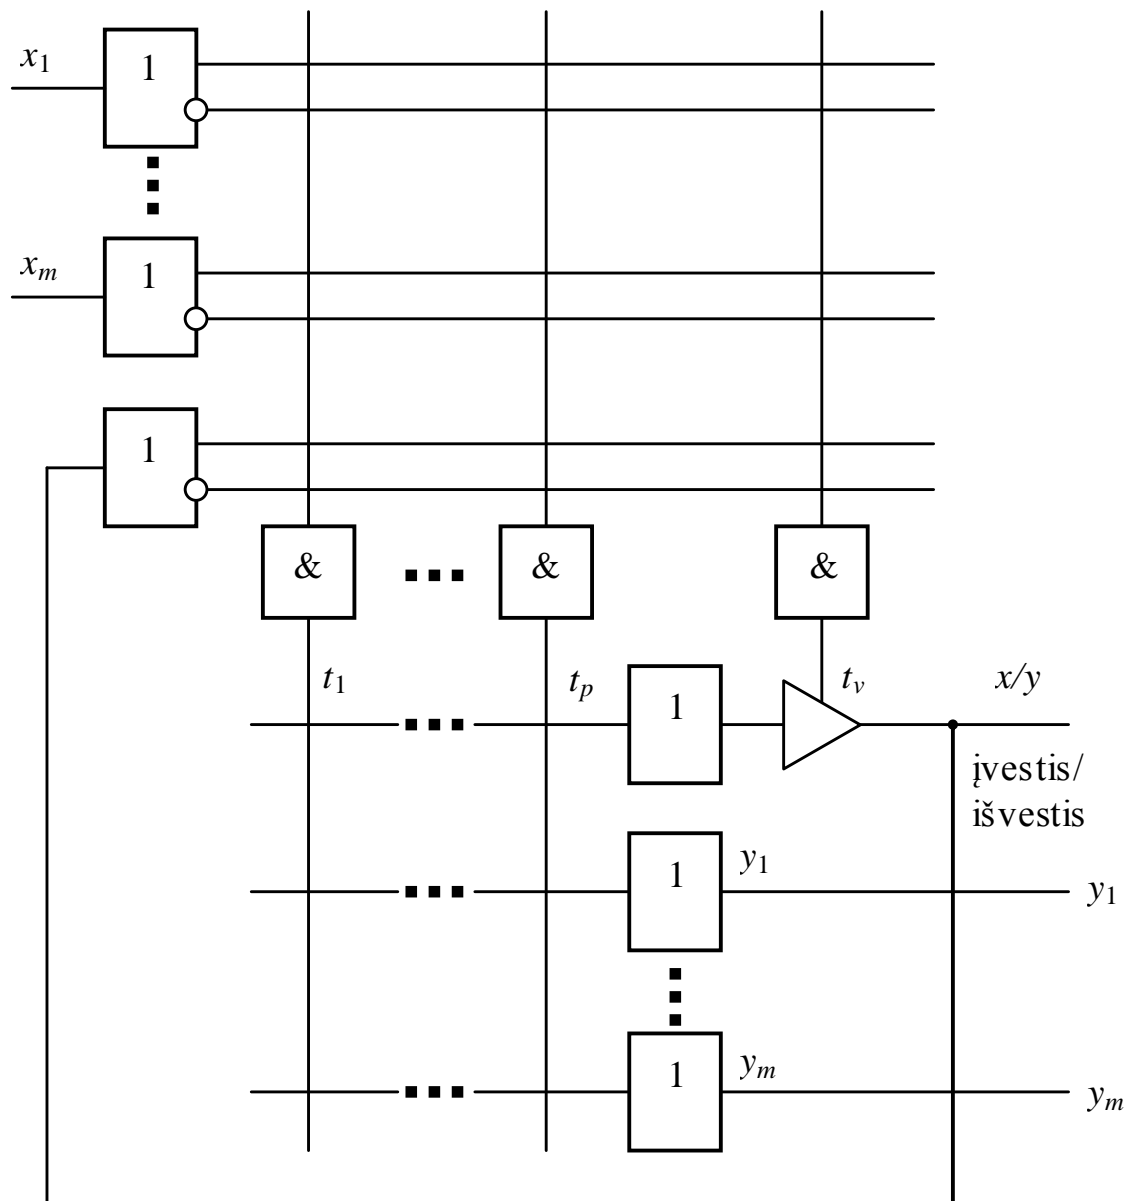 x1
1
xm
1
1
& & &
t1 tp tv x/y
1
įvestis/
išvestis
1 y1 y1
1 ym ym